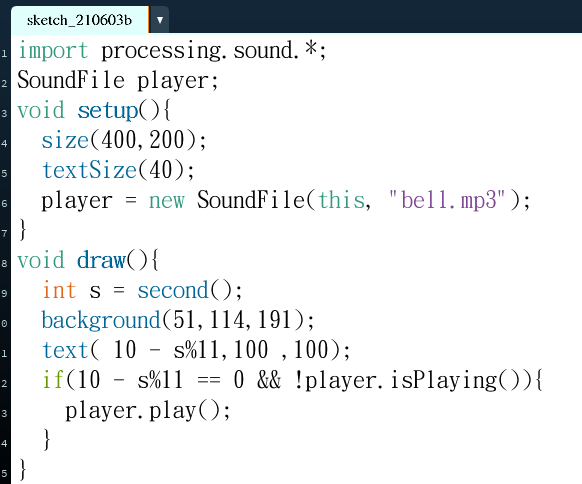 sketch_210603b ▼
1 import processing.sound.*;
2 SoundFile player;
3 void setup(){
4   size(400,200);
5   textSize(40);
6   player = new SoundFile(this, "bell.mp3");
7 }
8 void draw(){
9   int s = second();
0   background(51,114,191);
1   text( 10 - s%11,100 ,100);
2   if(10 - s%11 == 0 && !player.isPlaying()){
3     player.play();
4   }
5 }